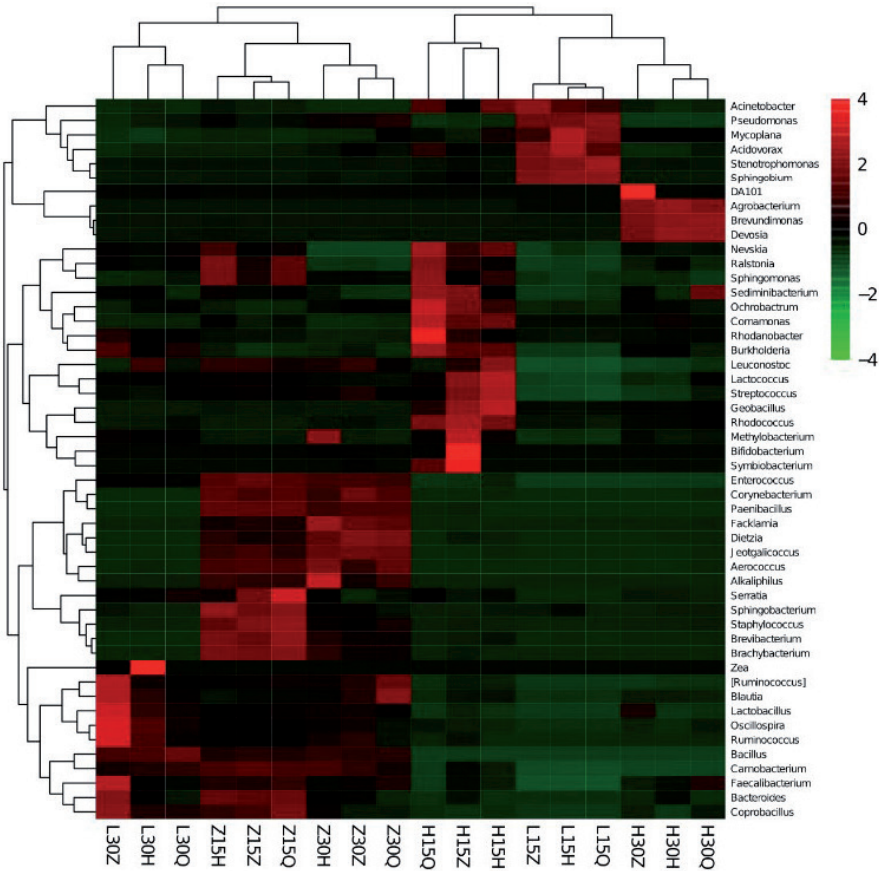 Acinetobacter
Pseudomonas
Mycoplana
Acidovorax
Stenotrophomonas
Sphingobium
DA101
Agrobacterium
Brevundimonas
Devosia
Nevskia
Ralstonia
Sphingomonas
Sediminibacterium
Ochrobactrum
Comamonas
Rhodanobacter
Burkholderia
Leuconostoc
Lactococcus
Streptococcus
Geobacillus
Rhodococcus
Methylobacterium
Bifidobacterium
Symbiobacterium
Enterococcus
Corynebacterium
Paenibacillus
Facklamia
Dietzia
Jeotgalicoccus
Aerococcus
Alkaliphilus
Serratia
Sphingobacterium
Staphylococcus
Brevibacterium
Brachybacterium
Zea
[Ruminococcus]
Blautia
Lactobacillus
Oscillospira
Ruminococcus
Bacillus
Carnobacterium
Faecalibacterium
Bacteroides
Coprobacillus
4
2
0
−2
−4
L30Z
L30H
L30Q
Z15H
Z15Z
Z15Q
Z30H
Z30Z
Z30Q
H15Q
H15Z
H15H
L15Z
L15H
L15Q
H30Z
H30H
H30Q